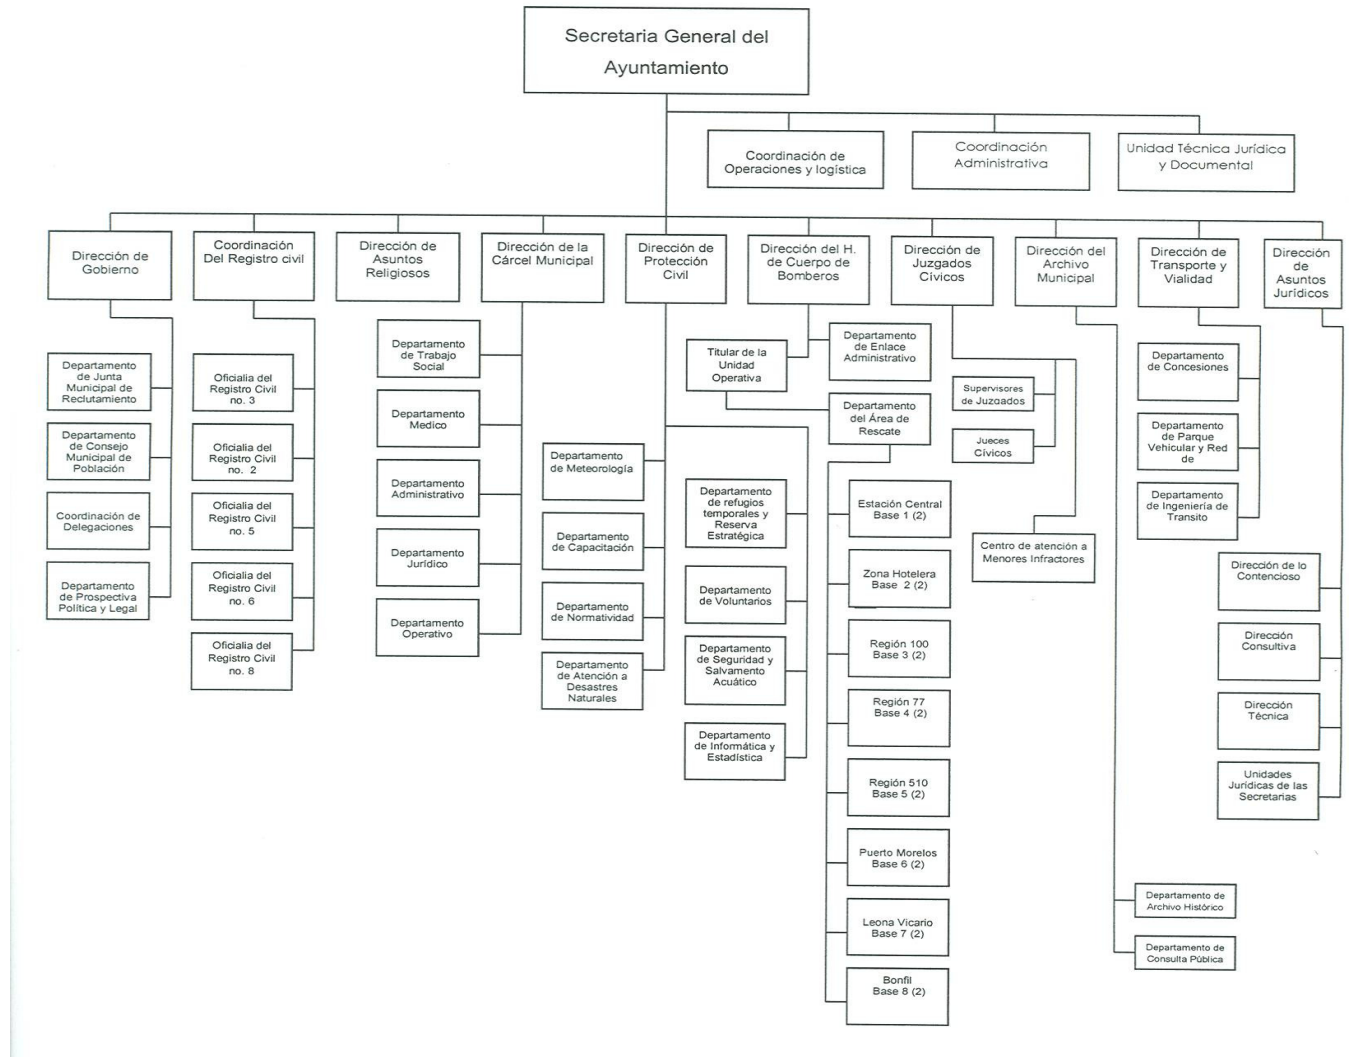 Secretaria General del
Ayuntamiento
Coordinación de
Operaciones y logística
Coordinación
Administrativa
Unidad Técnica Jurídica
y Documental
Dirección de
Gobierno
Coordinación
Del Registro civil
Dirección de
Asuntos
Religiosos
Dirección de la
Cárcel Municipal
Dirección de
Protección
Civil
Dirección del H.
de Cuerpo de
Bomberos
Dirección de
Juzgados
Cívicos
Dirección del
Archivo
Municipal
Dirección de
Transporte y
Vialidad
Dirección
de
Asuntos
Jurídicos
Departamento
de Junta
Municipal de
Reclutamiento
Departamento
de Consejo
Municipal de
Población
Coordinación de
Delegaciones
Departamento
de Prospectiva
Política y Legal
Oficialia del
Registro Civil
no. 3
Oficialia del
Registro Civil
no. 2
Oficialia del
Registro Civil
no. 5
Oficialia del
Registro Civil
no. 6
Oficialia del
Registro Civil
no. 8
Departamento
de Trabajo
Social
Departamento
Medico
Departamento
Administrativo
Departamento
Jurídico
Departamento
Operativo
Departamento
de Meteorología
Departamento
de Capacitación
Departamento
de Normatividad
Departamento
de Atención a
Desastres
Naturales
Departamento
de refugios
temporales y
Reserva
Estratégica
Departamento
de Voluntarios
Departamento
de Seguridad y
Salvamento
Acuático
Departamento
de Informática y
Estadística
Titular de la
Unidad
Operativa
Departamento
de Enlace
Administrativo
Departamento
del Área de
Rescate
Estación Central
Base 1 (2)
Zona Hotelera
Base 2 (2)
Región 100
Base 3 (2)
Región 77
Base 4 (2)
Región 510
Base 5 (2)
Puerto Morelos
Base 6 (2)
Leona Vicario
Base 7 (2)
Bonfil
Base 8 (2)
Supervisores
de Juzgados
Jueces
Cívicos
Centro de atención a
Menores Infractores
Departamento de
Archivo Histórico
Departamento de
Consulta Pública
Departamento
de Concesiones
Departamento
de Parque
Vehicular y Red
de
Departamento
de Ingeniería de
Transito
Dirección de lo
Contencioso
Dirección
Consultiva
Dirección
Técnica
Unidades
Jurídicas de las
Secretarias